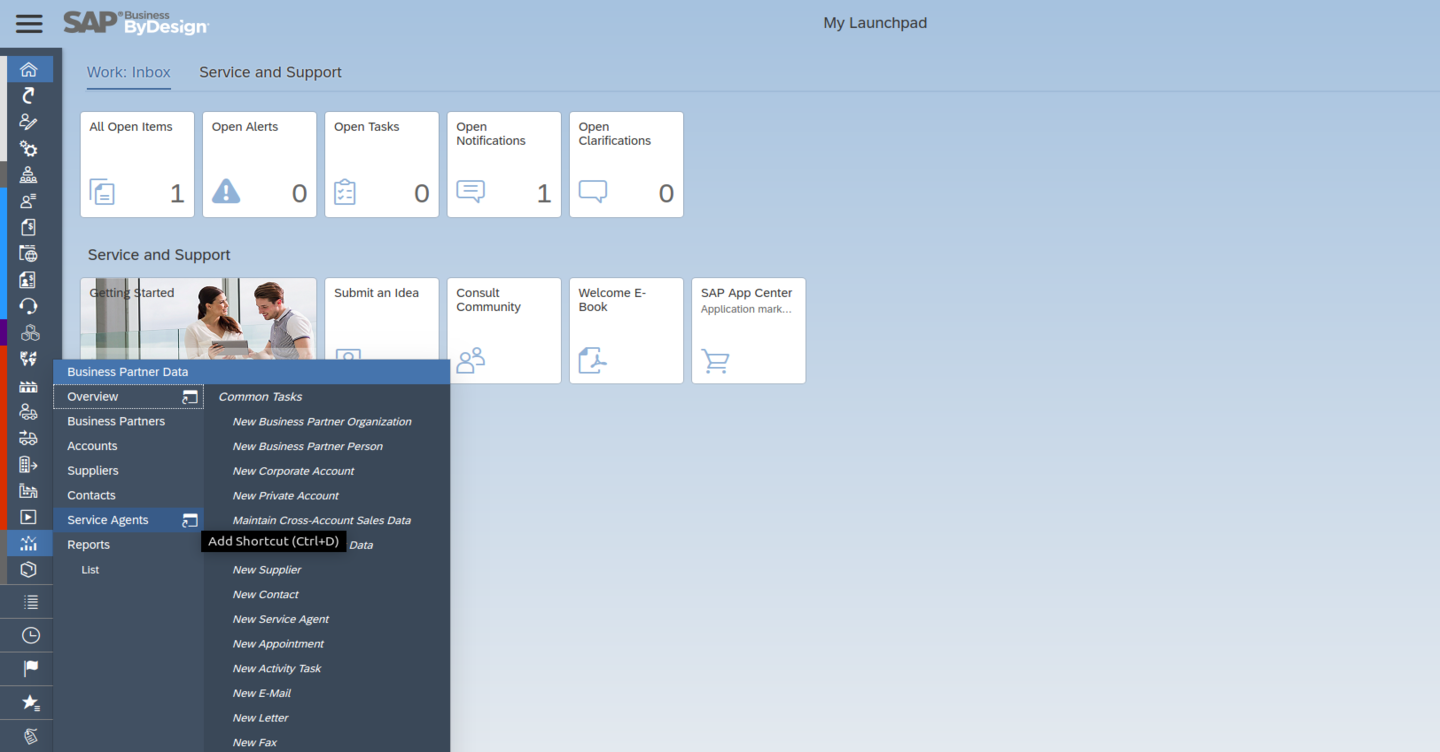 SAP® Business
ByDesign
My Launchpad
Work: Inbox
Service and Support
All Open Items
1
Open Alerts
0
Open Tasks
0
Open
Notifications
1
Open
Clarifications
0
Service and Support
Getting Started
Submit an Idea
Consult
Community
Welcome E-
Book
SAP App Center
Application mark...
Business Partner Data
Overview
Business Partners
Accounts
Suppliers
Contacts
Service Agents
Reports
List
Common Tasks
New Business Partner Organization
New Business Partner Person
New Corporate Account
New Private Account
Maintain Cross-Account Sales Data
Add Shortcut (Ctrl+D)
Data
New Supplier
New Contact
New Service Agent
New Appointment
New Activity Task
New E-Mail
New Letter
New Fax